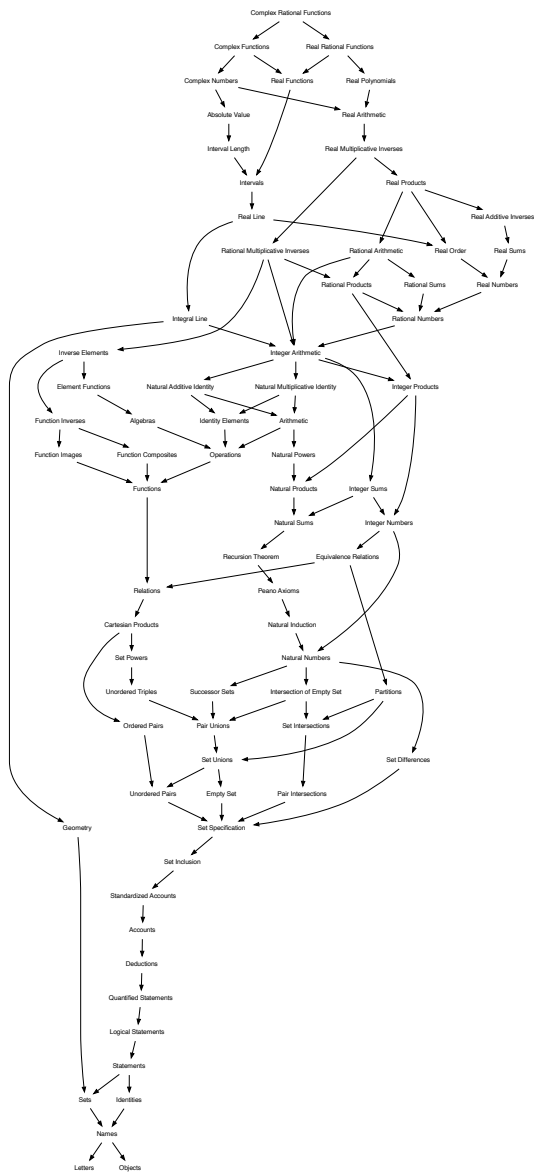 Complex Rational Functions
Complex Functions Real Rational Functions
Complex Numbers Real Functions Real Polynomials
Absolute Value Real Arithmetic
Interval Length Real Multiplicative Inverses
Intervals Real Products
Real Line Real Additive Inverses
Rational Multiplicative Inverses Rational Arithmetic Real Order Real Sums
Rational Products Rational Sums Real Numbers
Integral Line Rational Numbers
Inverse Elements Integer Arithmetic
Element Functions Natural Additive Identity Natural Multiplicative Identity Integer Products
Function Inverses Algebras Identity Elements Arithmetic
Function Images Function Composites Operations Natural Powers
Functions Natural Products Integer Sums
Natural Sums Integer Numbers
Recursion Theorem Equivalence Relations
Relations Peano Axioms
Cartesian Products Natural Induction
Set Powers Natural Numbers
Unordered Triples Successor Sets Intersection of Empty Set Partitions
Ordered Pairs Pair Unions Set Intersections
Set Unions Set Differences
Unordered Pairs Empty Set Pair Intersections
Geometry Set Specification
Set Inclusion
Standardized Accounts
Accounts
Deductions
Quantified Statements
Logical Statements
Statements
Sets Identities
Names
Letters Objects